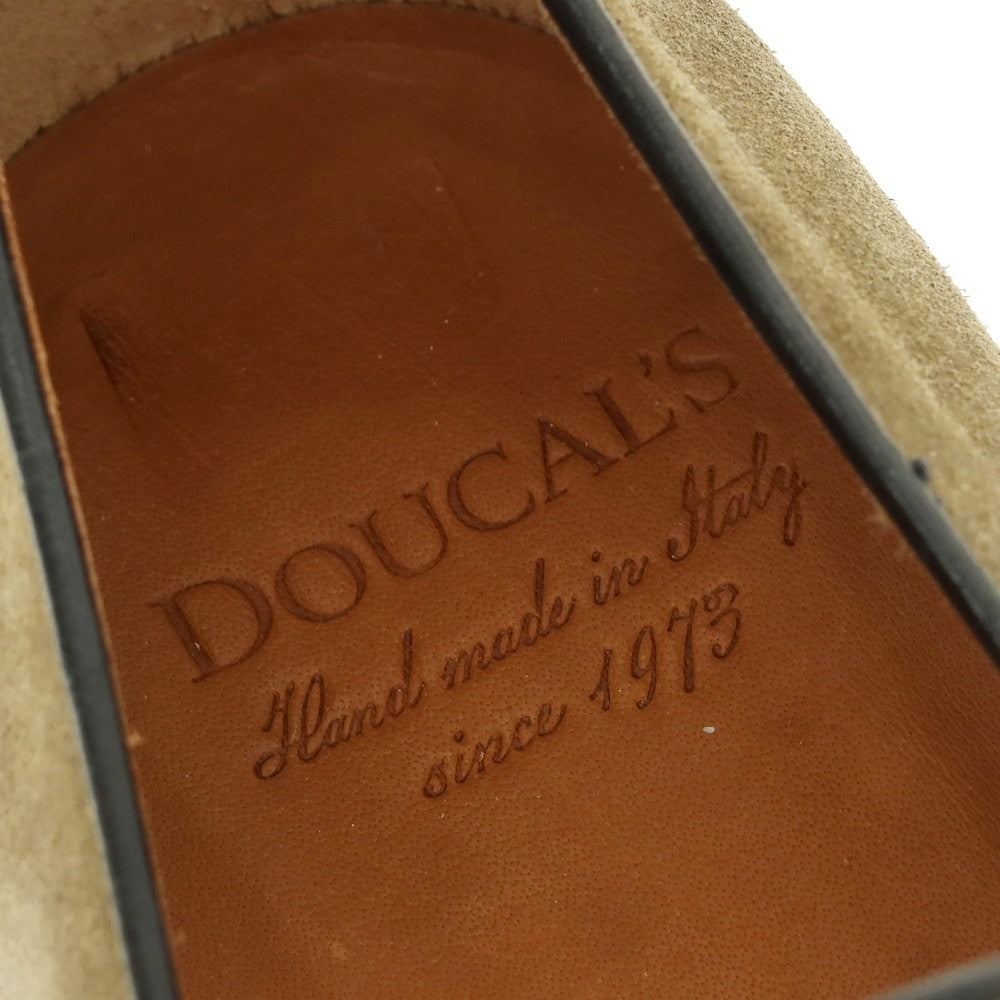 DOUCAL'S
Hand made in Italy
since 1973